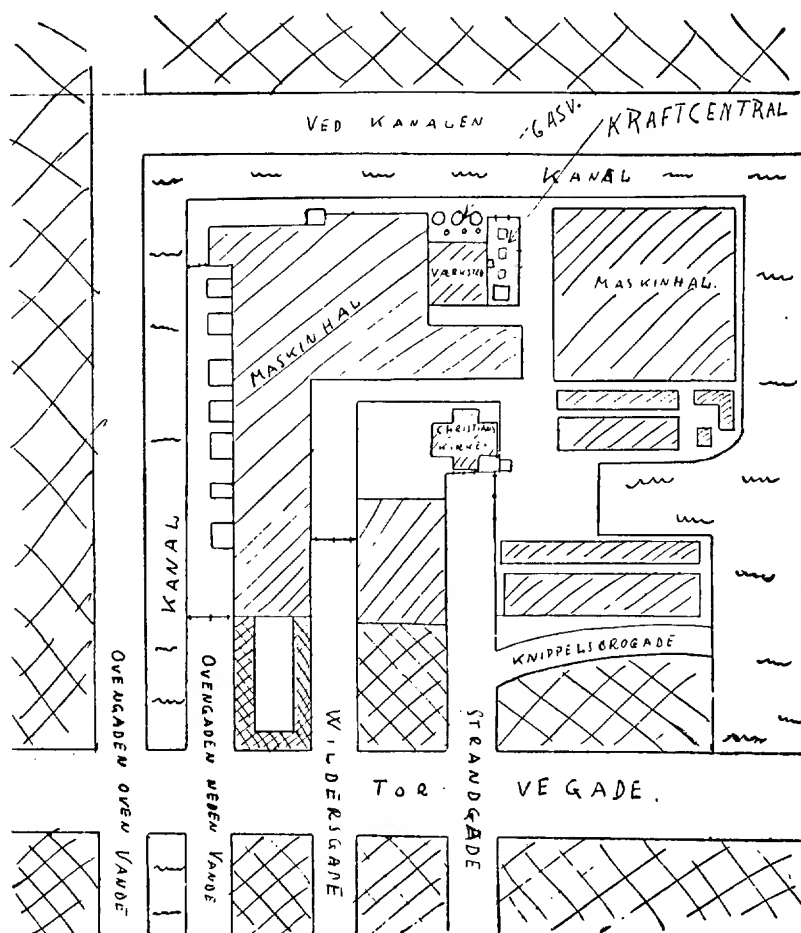 VED KANALEN
GASV.
KRAFTCENTRAL
KANAL
VÆRKSTED
MASKINHAL.
MASKINHAL
CHRISTIANS
KIRKE.
KANAL
KNIPPELSBROGADE
OVENGADEN OVEN VANDE
OVENGADEN NEDEN VANDE
WILDERSGADE
STRANDGADE
TORVEGADE.